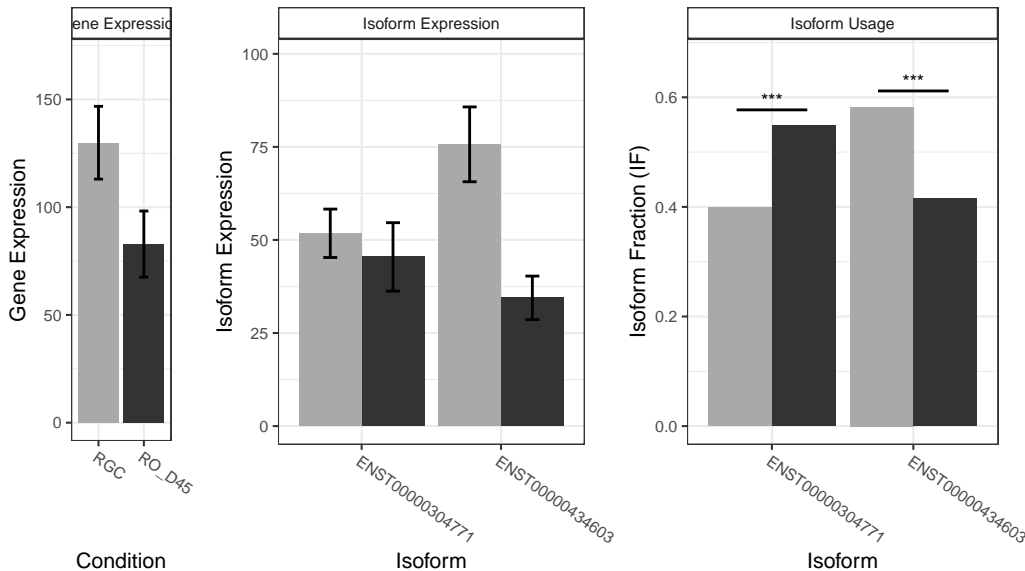 ene Expressio
Gene Expression
150
100
50
0
RGC
RO_D45
Condition
Isoform Expression
Isoform Expression
100
75
50
25
0
ENST00000304771
ENST00000434603
Isoform
Isoform Usage
Isoform Fraction (IF)
0.6
0.4
0.2
0.0
***
***
ENST00000304771
ENST00000434603
Isoform